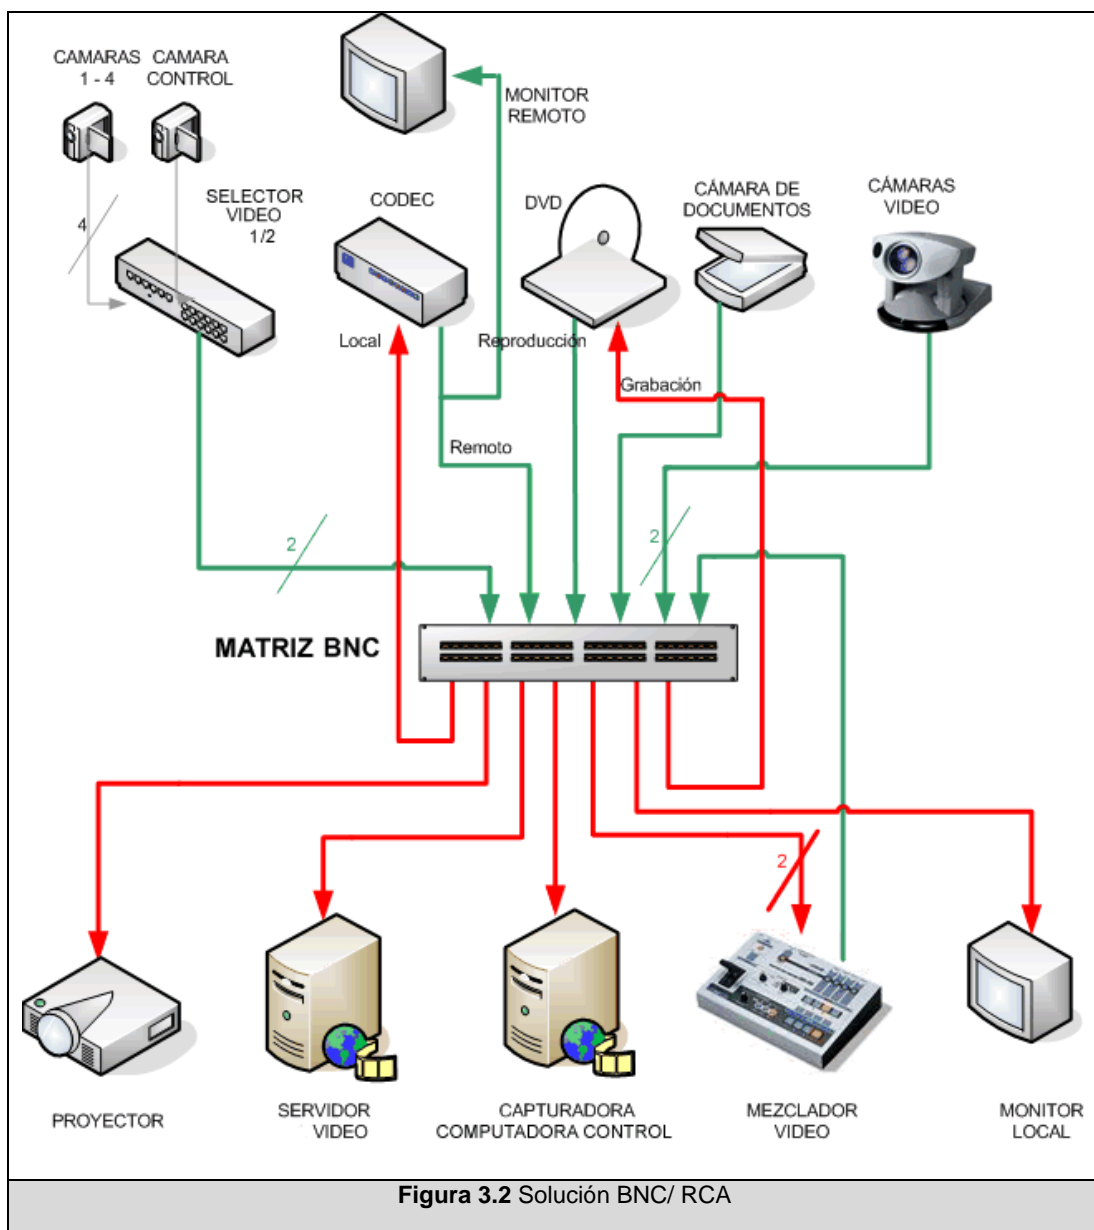 CAMARAS
1 - 4
CAMARA
CONTROL
MONITOR
REMOTO
SELECTOR
VIDEO
1/2
CODEC
DVD
CÁMARA DE
DOCUMENTOS
CÁMARAS
VIDEO
4
Local
Reproducción
Grabación
Remoto
2
2
MATRIZ BNC
2
PROYECTOR
SERVIDOR
VIDEO
CAPTURADORA
COMPUTADORA CONTROL
MEZCLADOR
VIDEO
MONITOR
LOCAL
Figura 3.2 Solución BNC/ RCA